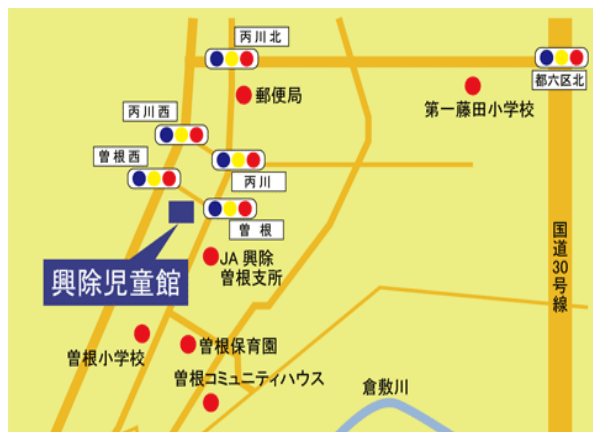 丙川北
都六区北
郵便局
第一藤田小学校
丙川西
曽根西
丙川
曽根
国道30号線
JA 興除
曽根支所
興除児童館
曽根小学校
曽根保育園
曽根コミュニティハウス
倉敷川